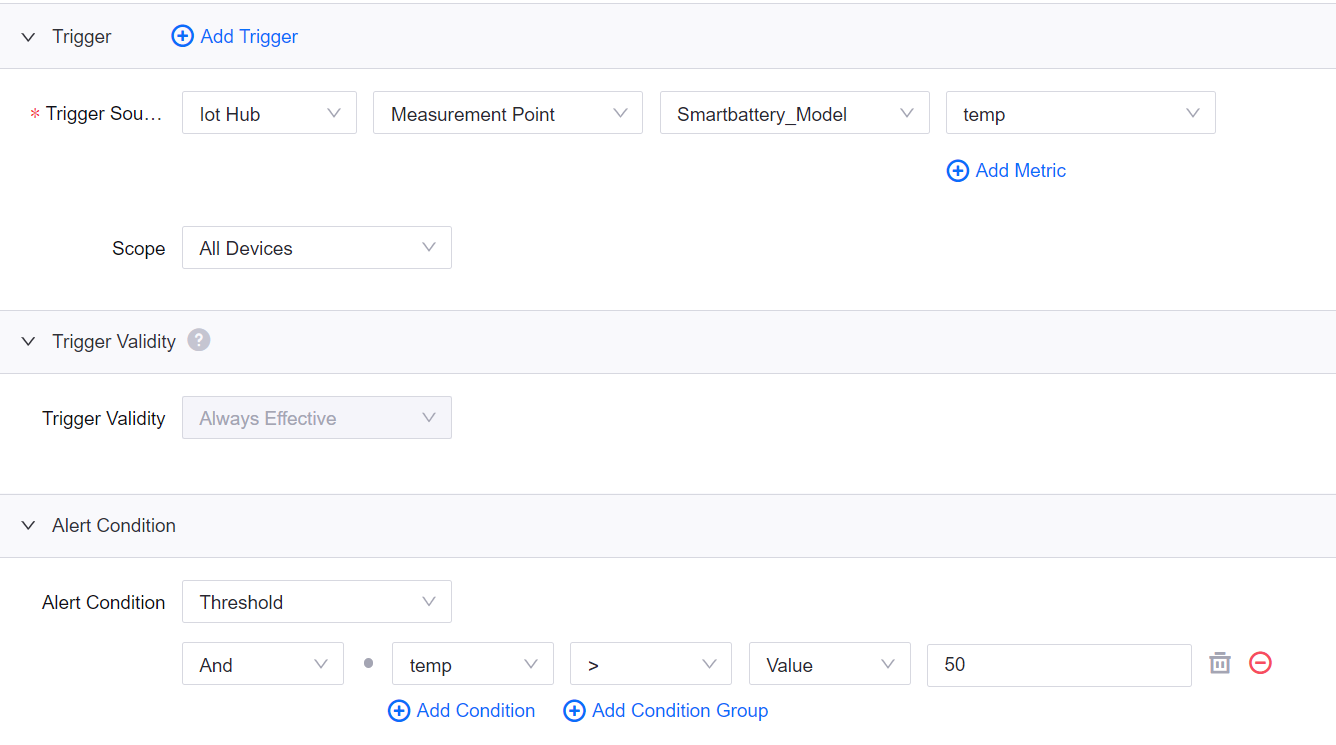 Trigger Add Trigger
* Trigger Sou... Iot Hub Measurement Point Smartbattery_Model temp
Add Metric
Scope All Devices
Trigger Validity ?
Trigger Validity Always Effective
Alert Condition
Alert Condition Threshold
And temp > Value 50
Add Condition Add Condition Group